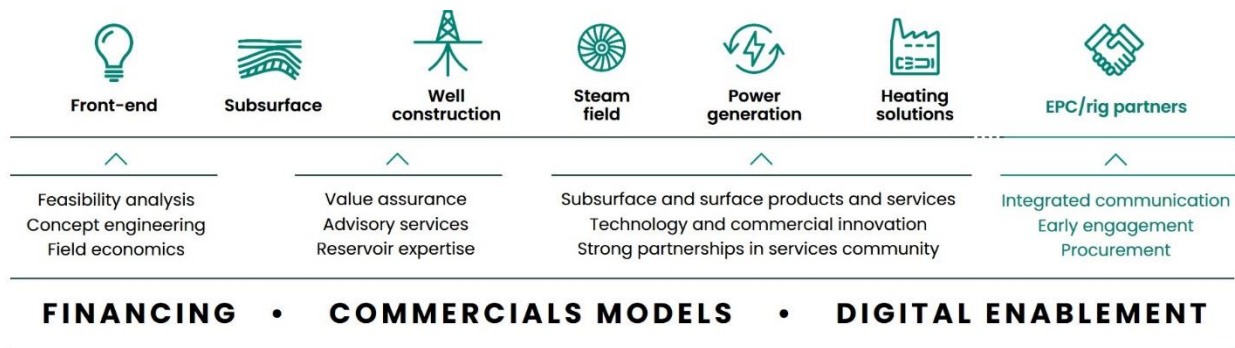 Front-end
Subsurface
Well
construction
Steam
field
Power
generation
Heating
solutions
EPC/rig partners
Feasibility analysis
Concept engineering
Field economics
Value assurance
Advisory services
Reservoir expertise
Subsurface and surface products and services
Technology and commercial innovation
Strong partnerships in services community
Integrated communication
Early engagement
Procurement
FINANCING • COMMERCIALS MODELS • DIGITAL ENABLEMENT